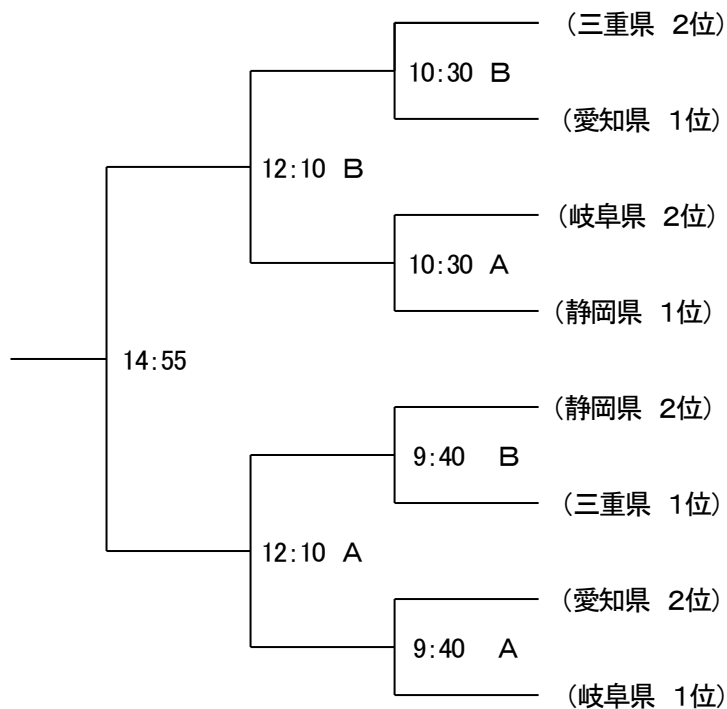 (三重県　２位)
10:30 Ｂ
(愛知県　１位)
12:10 Ｂ
(岐阜県　２位)
10:30 Ａ
(静岡県　１位)
14:55
(静岡県　２位)
9:40　Ｂ
(三重県　１位)
12:10 Ａ
(愛知県　２位)
9:40　Ａ
(岐阜県　１位)